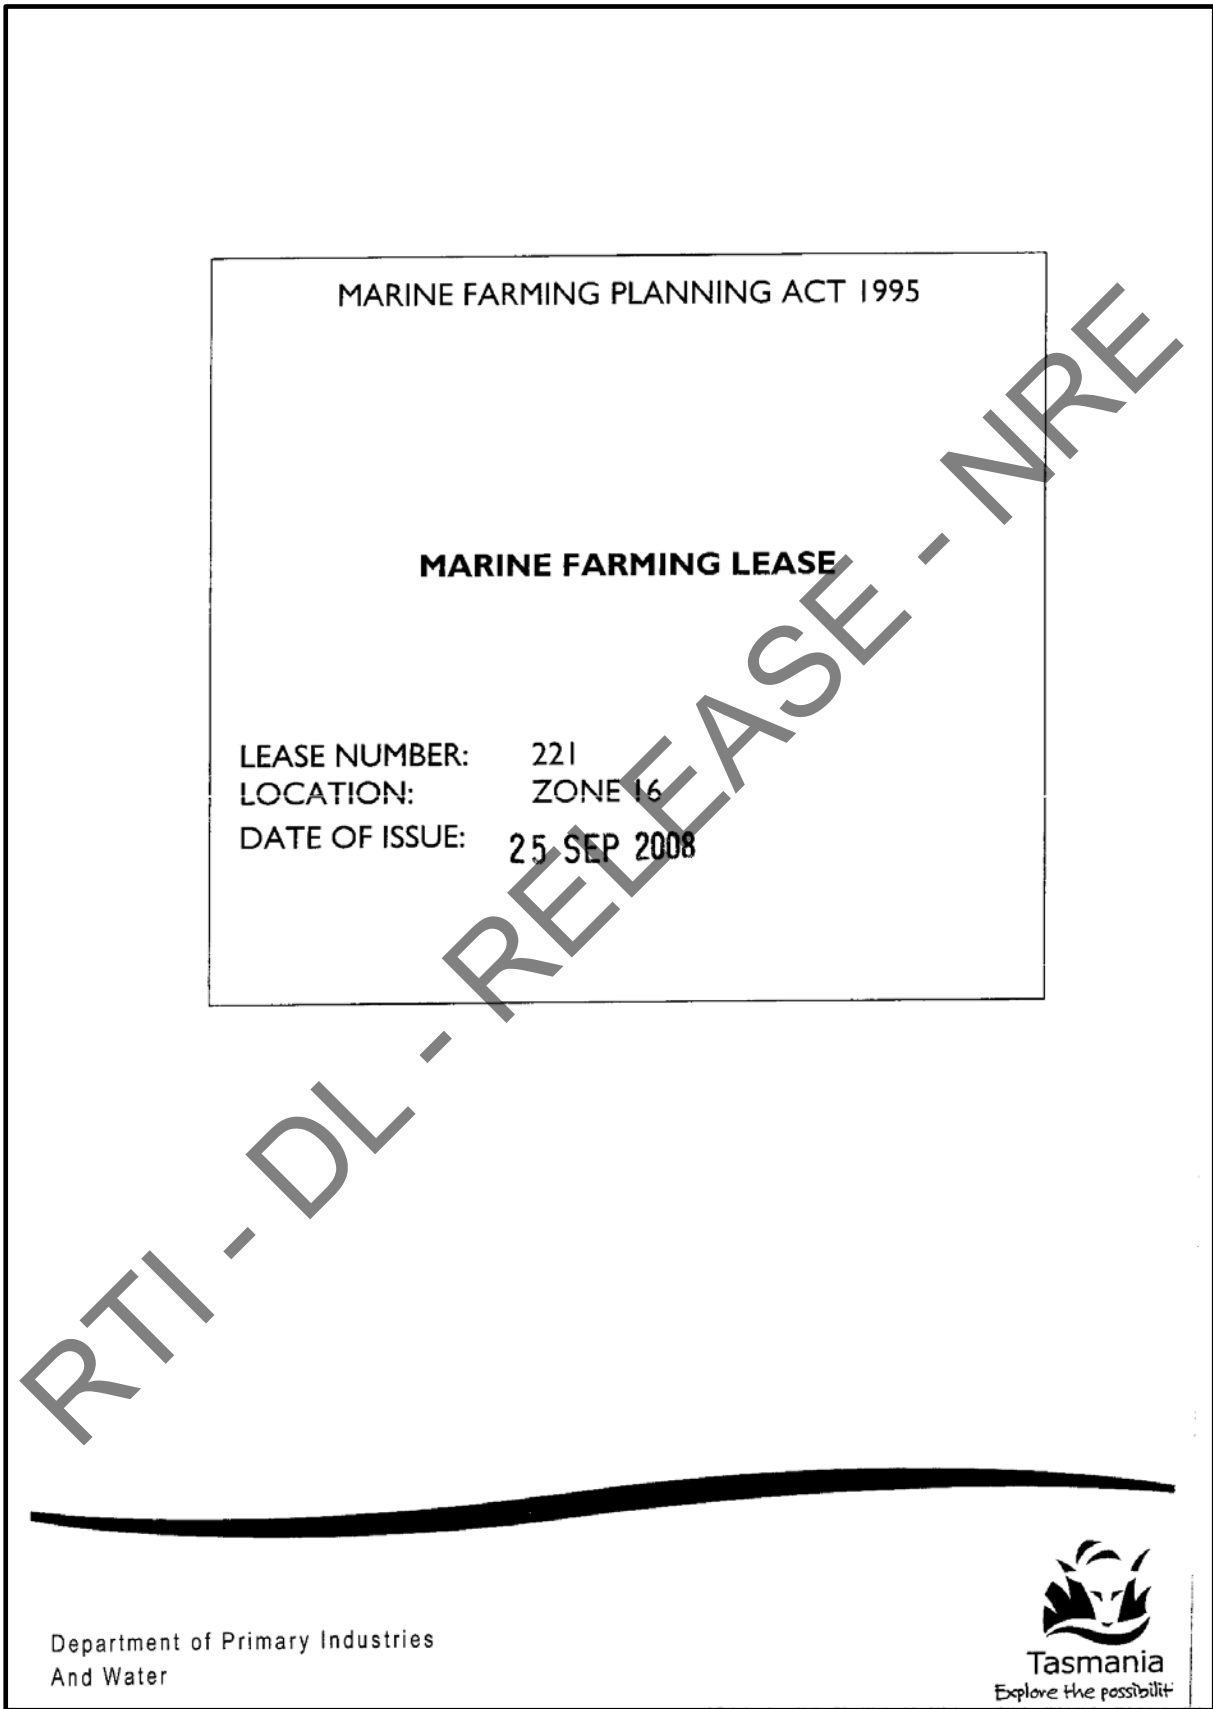 MARINE FARMING PLANNING ACT 1995
MARINE FARMING LEASE
LEASE NUMBER: 221
LOCATION: ZONE 16
DATE OF ISSUE: 25 SEP 2008
RTI - DL - RELEASE - NRE
Department of Primary Industries
And Water
Tasmania
Explore the possibilit